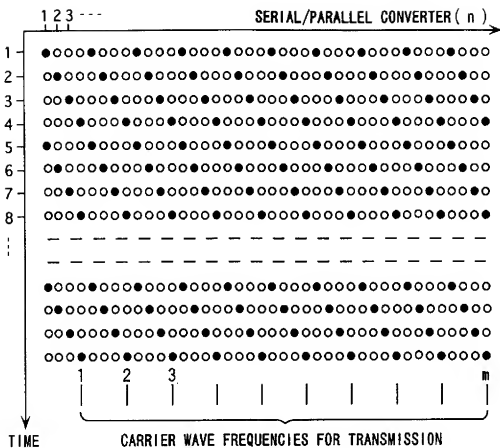 1 2 3 ----
SERIAL/PARALLEL CONVERTER(n)
1
2
3
4
5
6
7
8
1 2 3 m
TIME
CARRIER WAVE FREQUENCIES FOR TRANSMISSION